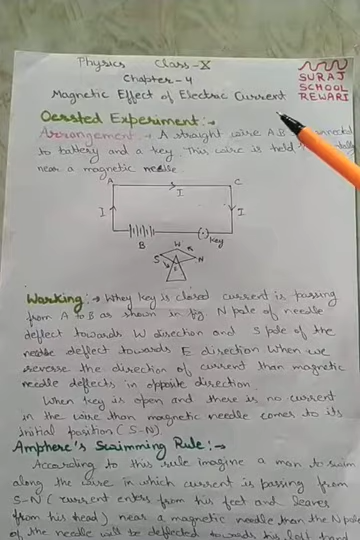 Physics Class-X
Chapter-4
Magnetic Effect of Electric Current
SURAJ
SCHOOL
REWARI
Oersted Experiment:→
Arrangement:→ A straight wire A.B
to battery and a key This wire is held
near a magnetic needle.
A I C
I I
B key
W
S N
E
Working:→ Whey key is closed current is passing
from A to B as shown in fig N pole of needle
deflect towards W direction and S pole of the
needle deflect towards E direction When we
reverse the direction of current than magnetic
needle deflects in opposite direction.
When key is open and there is no current
in the wire than magnetic needle comes to its
initial position (S-N)
Amphere's Swimming Rule:→
According to this rule imagine a man to swim
along the wire in which current is passing from
S-N (current enters from his feet and leaves
from his head) near a magnetic needle than the N pole
of the needle will be deflected towards his left hand